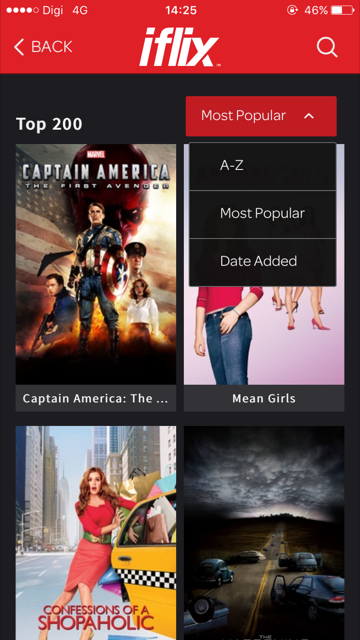 Digi 4G 14:25 46%
BACK
iflix
Top 200
Most Popular
A-Z
Most Popular
Date Added
MARVEL
CAPTAIN AMERICA
THE FIRST AVENGER
Captain America: The ...
Mean Girls
CONFESSIONS OF A
SHOPAHOLIC
THE